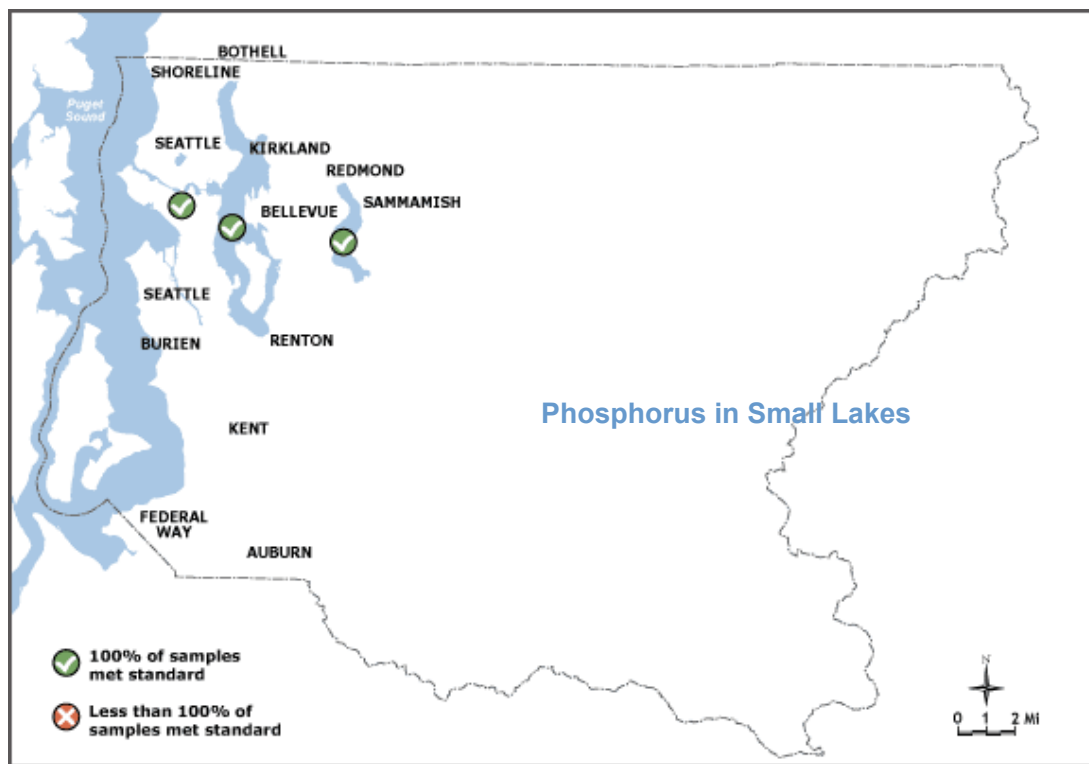 BOTHELL
SHORELINE
Puget
Sound
SEATTLE
KIRKLAND
REDMOND
SAMMAMISH
BELLEVUE
SEATTLE
BURIEN
RENTON
Phosphorus in Small Lakes
KENT
FEDERAL
WAY
AUBURN
100% of samples
met standard
Less than 100% of
samples met standard
N
0 1 2 Mi